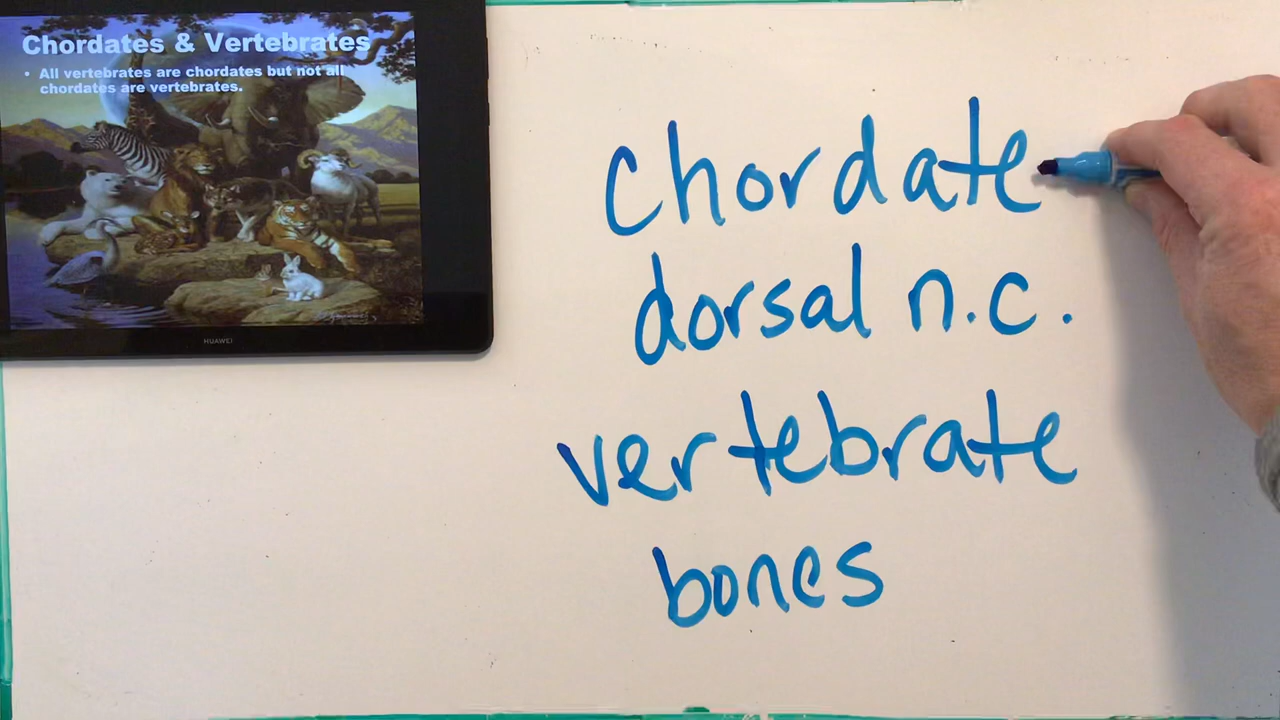 Chordates & Vertebrates
• All vertebrates are chordates but not all
chordates are vertebrates.
HUAWEI
chordate
dorsal n.c.
vertebrate
bones